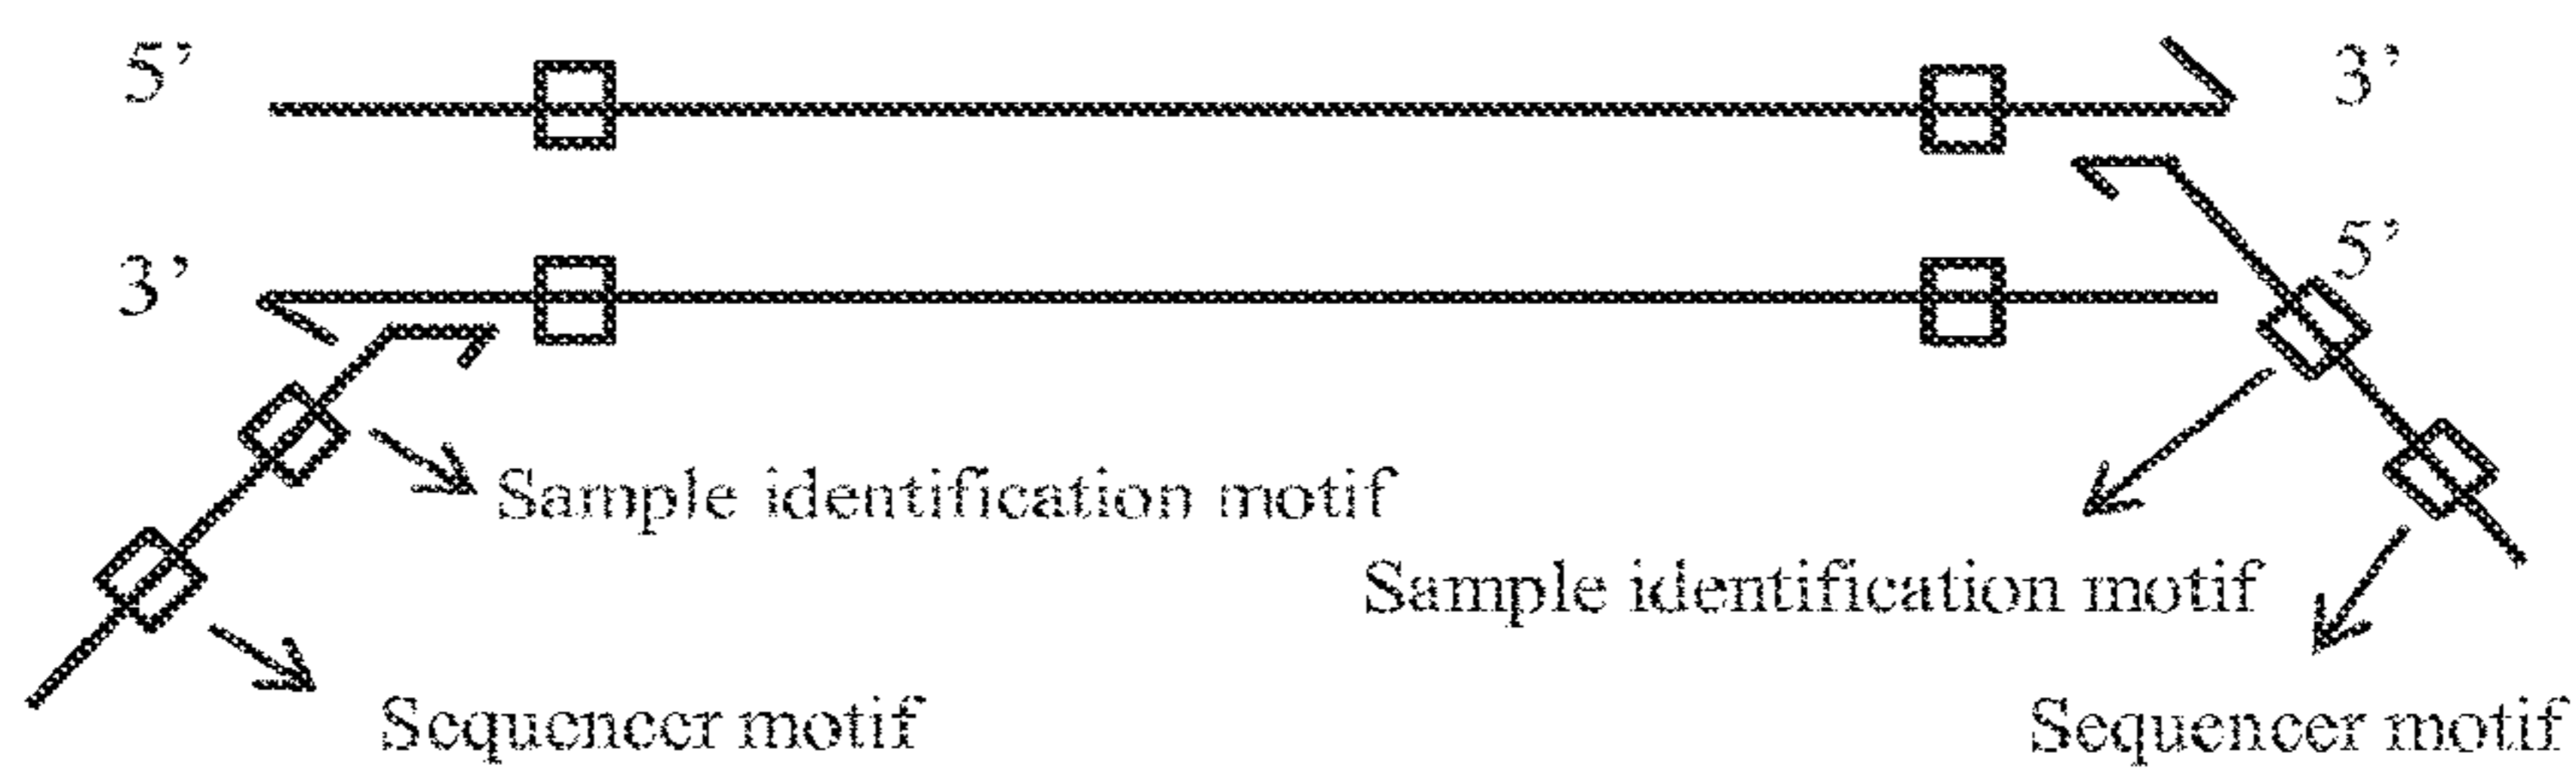 5’
3’
3’
5’
Sample identification motif
Sample identification motif
Sequencer motif
Sequencer motif